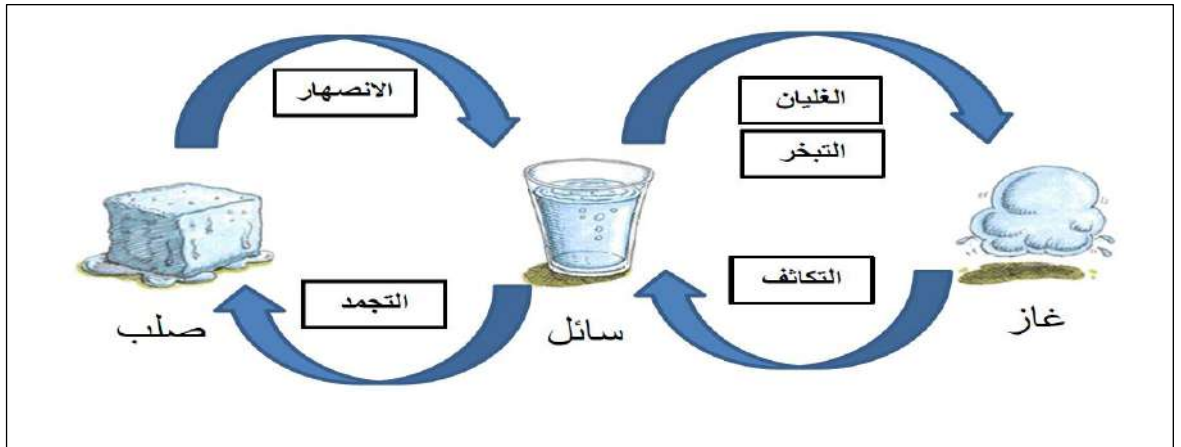 الانصهار
الغليان
التبخر
التكاثف
التجمد
صلب
سائل
غاز